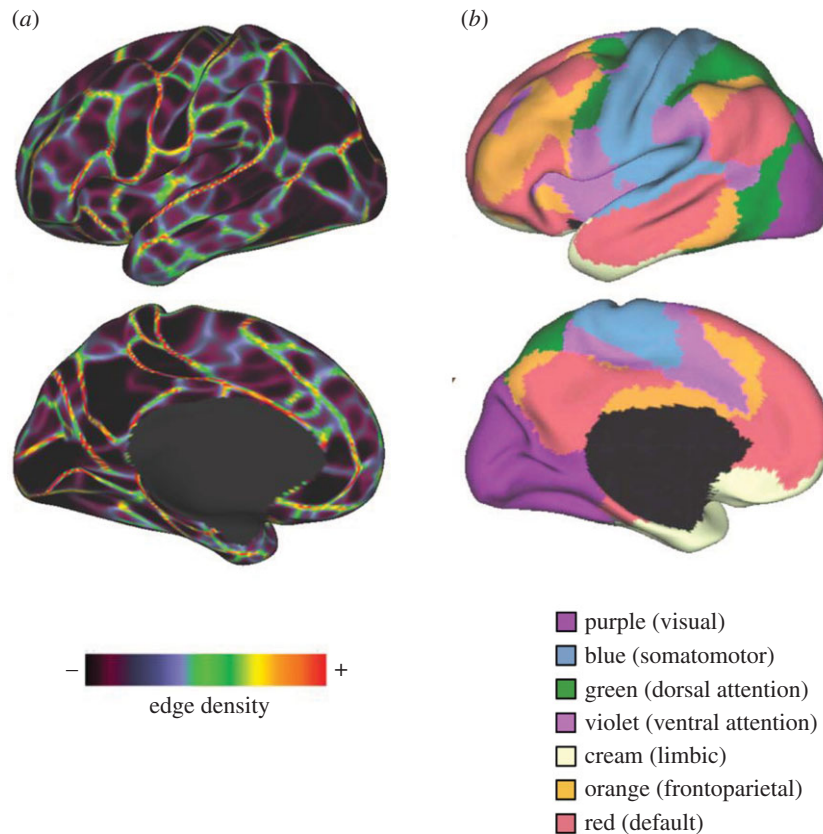 (a)
(b)
– +
edge density
purple (visual)
blue (somatomotor)
green (dorsal attention)
violet (ventral attention)
cream (limbic)
orange (frontoparietal)
red (default)